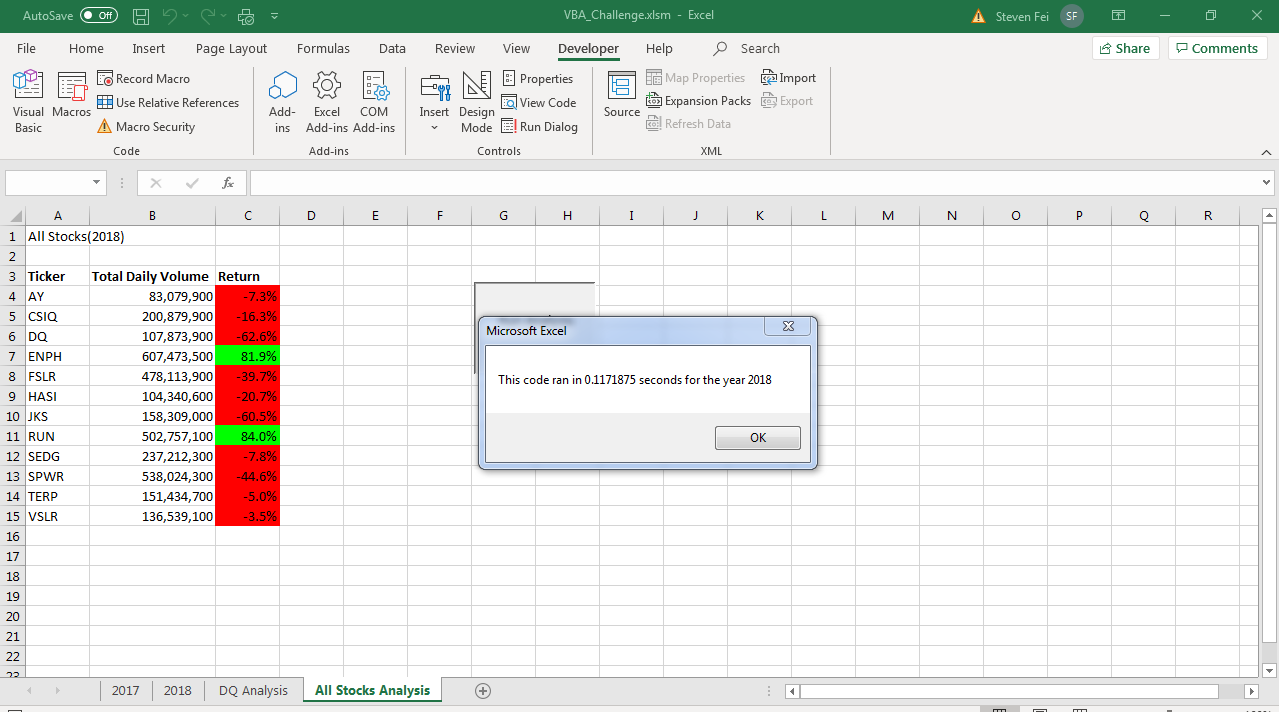 AutoSave Off VBA_Challenge.xlsm - Excel Steven Fei SF
File Home Insert Page Layout Formulas Data Review View Developer Help Search Share Comments
Visual Basic
Macros
Record Macro
Use Relative References
Macro Security
Code
Add-ins
Excel Add-ins
COM Add-ins
Add-ins
Insert
Design Mode
Properties
View Code
Run Dialog
Controls
Source
Map Properties
Expansion Packs
Refresh Data
Import
Export
XML
fx
A B C D E F G H I J K L M N O P Q R
1 All Stocks(2018)
2
3 Ticker Total Daily Volume Return
4 AY 83,079,900 -7.3%
5 CSIQ 200,879,900 -16.3%
6 DQ 107,873,900 -62.6%
7 ENPH 607,473,500 81.9%
8 FSLR 478,113,900 -39.7%
9 HASI 104,340,600 -20.7%
10 JKS 158,309,000 -60.5%
11 RUN 502,757,100 84.0%
12 SEDG 237,212,300 -7.8%
13 SPWR 538,024,300 -44.6%
14 TERP 151,434,700 -5.0%
15 VSLR 136,539,100 -3.5%
16
17
18
19
20
21
22
23
Microsoft Excel
This code ran in 0.1171875 seconds for the year 2018
OK
2017 2018 DQ Analysis All Stocks Analysis